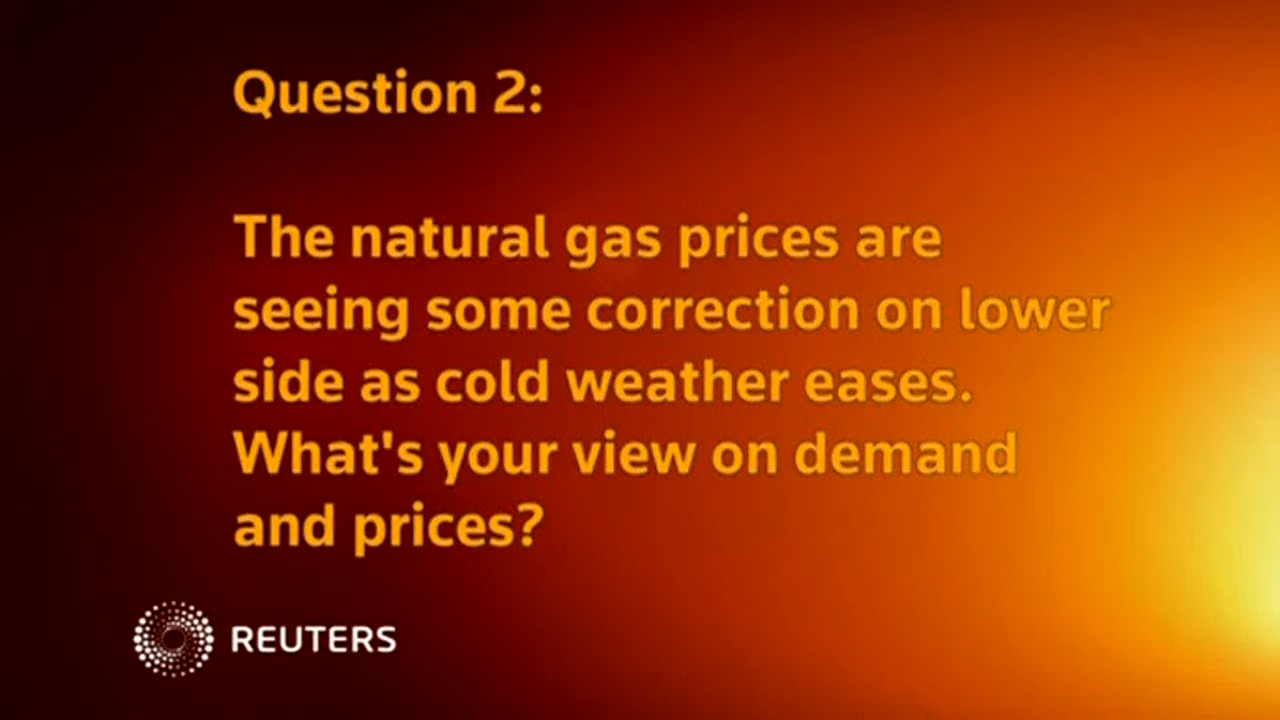 Question 2:
The natural gas prices are
seeing some correction on lower
side as cold weather eases.
What's your view on demand
and prices?
REUTERS